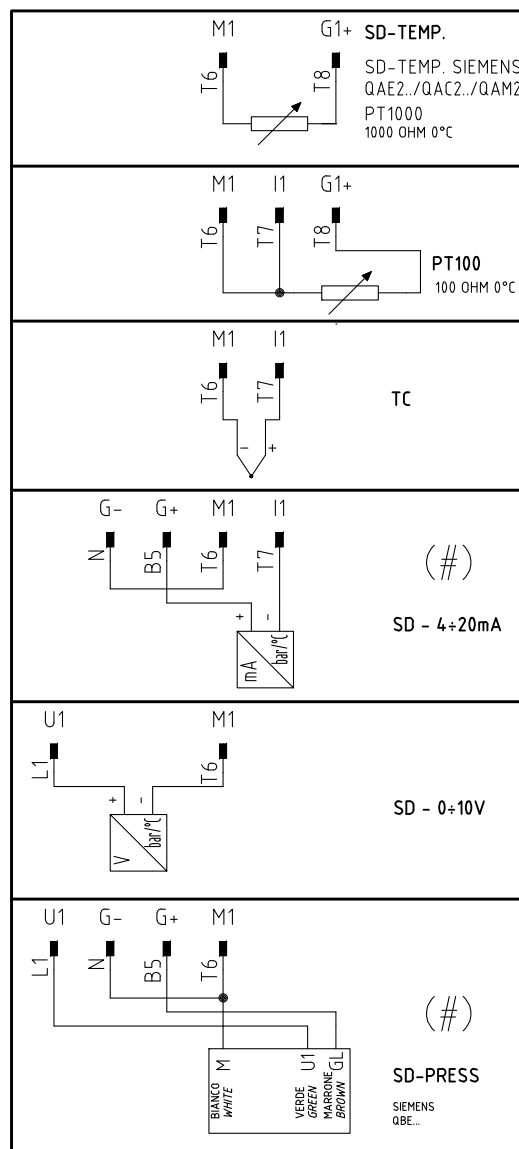 M1 G1+ SD-TEMP.
T6 T8
SD-TEMP. SIEMENS
QAE2../QAC2../QAM2
PT1000
1000 OHM 0°C
M1 I1 G1+
T6 T7 T8
PT100
100 OHM 0°C
M1 I1
T6 T7
TC
- +
G- G+ M1 I1
N B5 T6 T7
(#)
+ -
mA bar/°C
SD - 4÷20mA
U1 M1
L1 T6
+ -
V bar/°C
SD - 0÷10V
U1 G- G+ M1
L1 N B5 T6
(#)
M U1 GL
BIANCO VERDE MARRONE
WHITE GREEN BROWN
SD-PRESS
SIEMENS
QBE...